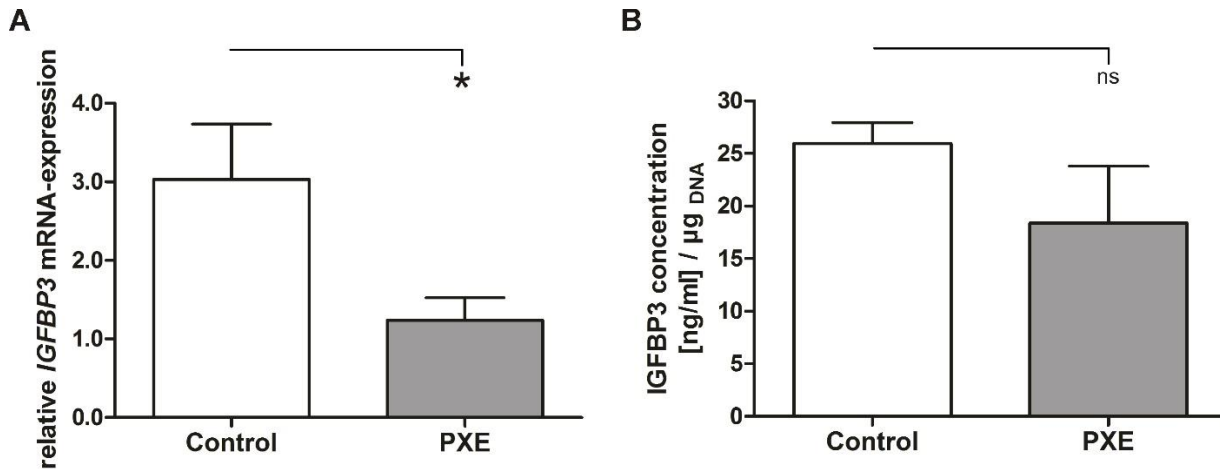 A
relative IGFBP3 mRNA-expression
4.0
3.0
2.0
1.0
0.0
*
Control
PXE
B
IGFBP3 concentration
[ng/ml] / µg DNA
30
25
20
15
10
5
0
ns
Control
PXE